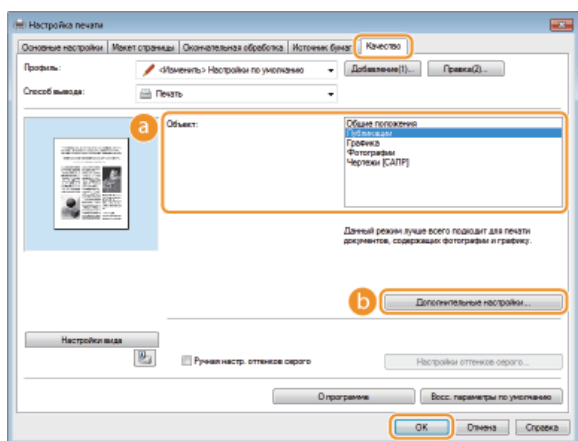 Настройка печати
Основные настройки Макет страницы Окончательная обработка Источник бумаг Качество
Профиль: <Изменить> Настройки по умолчанию Добавление(1)... Правка(2)...
Способ вывода: Печать
a Объект: Общие положения
Публикации
Графика
Фотографии
Чертежи [САПР]
Данный режим лучше всего подходит для печати
документов, содержащих фотографии и графику.
b Дополнительные настройки...
Настройки вида
Ручная настр. оттенков серого Настройки оттенков серого...
О программе Восс. параметры по умолчанию
OK Отмена Справка